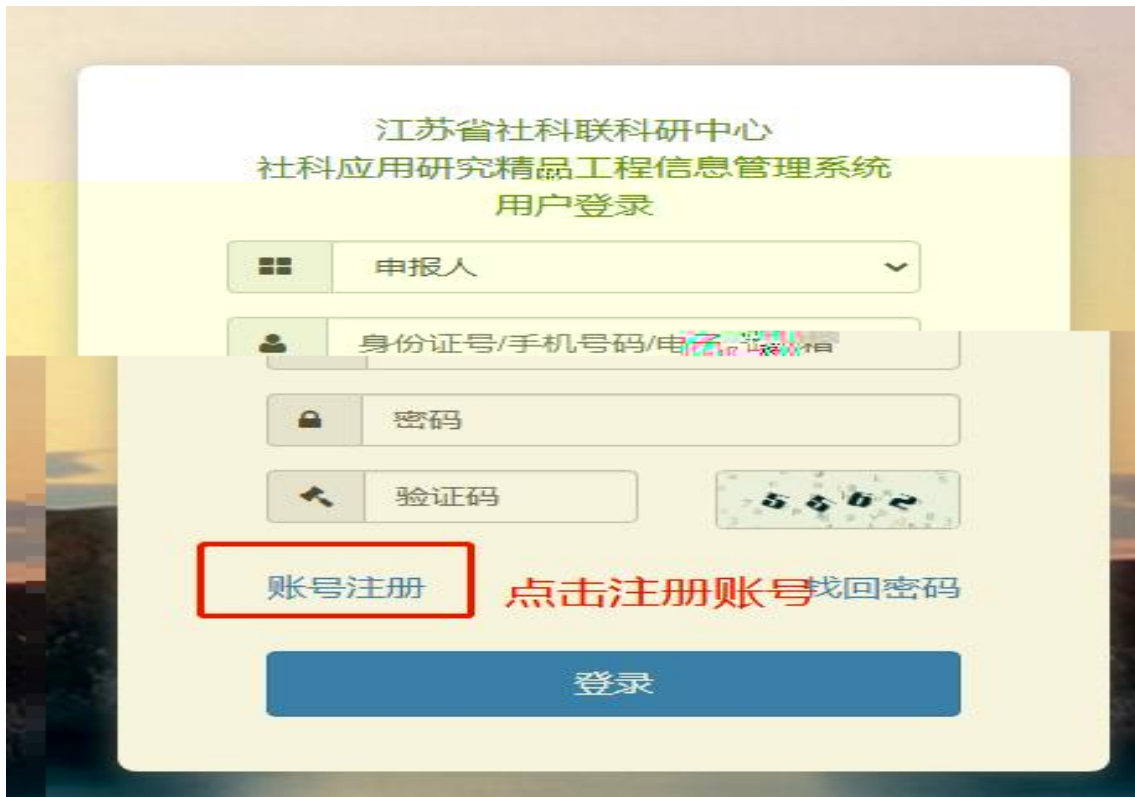 江苏省社科联科研中心
社科应用研究精品工程信息管理系统
用户登录
申报人
身份证号/手机号码/电子
密码
验证码
账号注册 点击注册账号 找回密码
登录